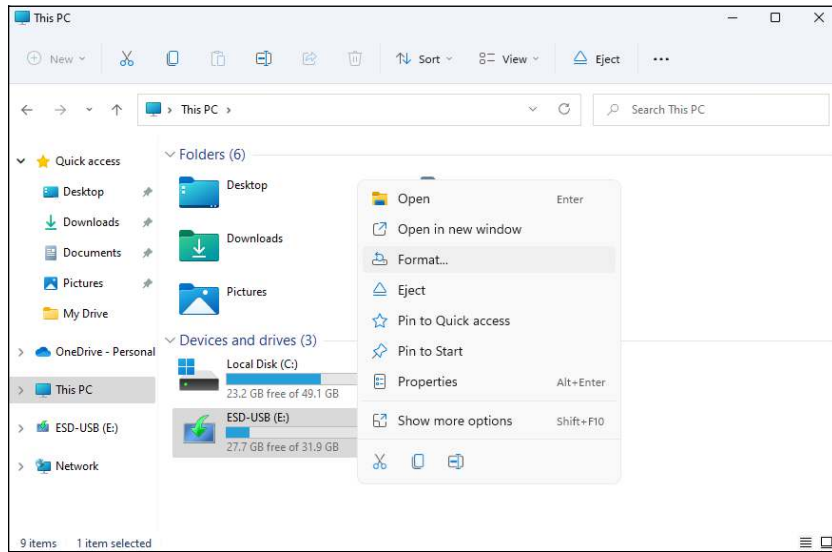 This PC
New
Sort
View
Eject
This PC
Search This PC
Quick access
Desktop
Downloads
Documents
Pictures
My Drive
OneDrive - Personal
This PC
ESD-USB (E:)
Network
Folders (6)
Desktop
Downloads
Pictures
Devices and drives (3)
Local Disk (C:)
23.2 GB free of 49.1 GB
ESD-USB (E:)
27.7 GB free of 31.9 GB
Open Enter
Open in new window
Format...
Eject
Pin to Quick access
Pin to Start
Properties Alt+Enter
Show more options Shift+F10
9 items 1 item selected